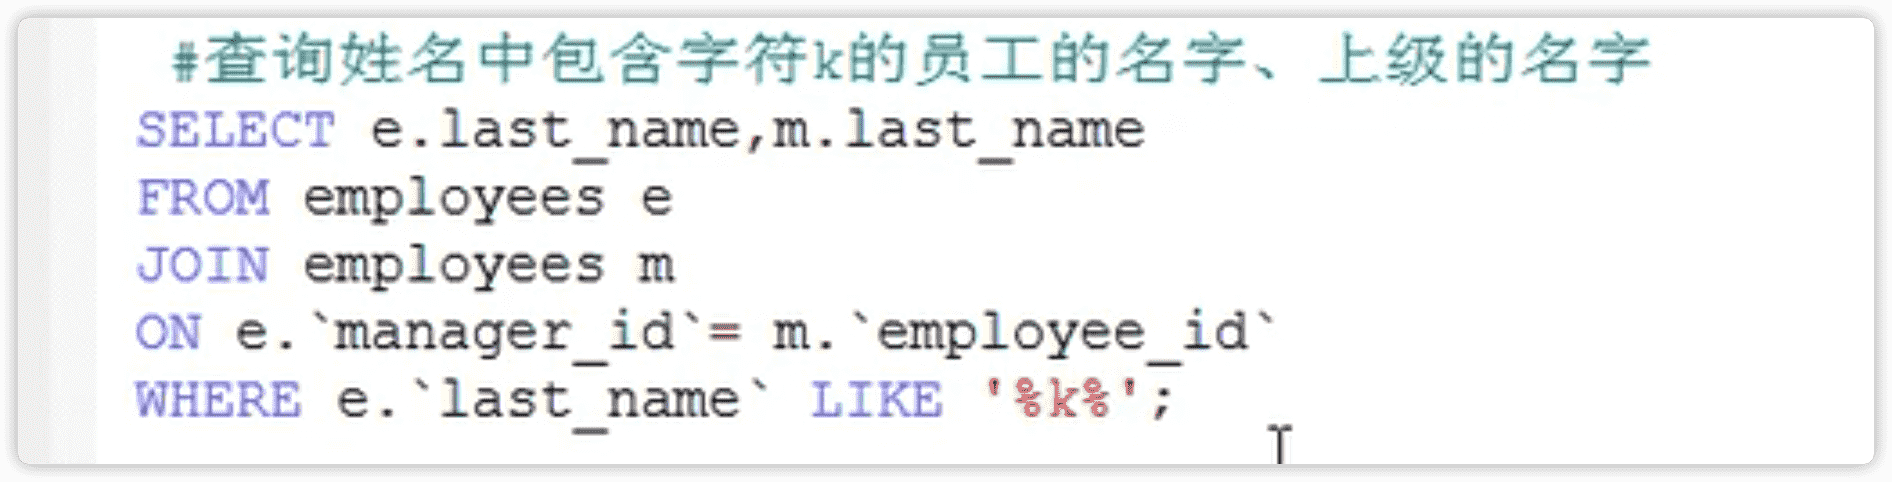 #查询姓名中包含字符k的员工的名字、上级的名字
SELECT e.last_name,m.last_name
FROM employees e
JOIN employees m
ON e.`manager_id`= m.`employee_id`
WHERE e.`last_name` LIKE '%k%';